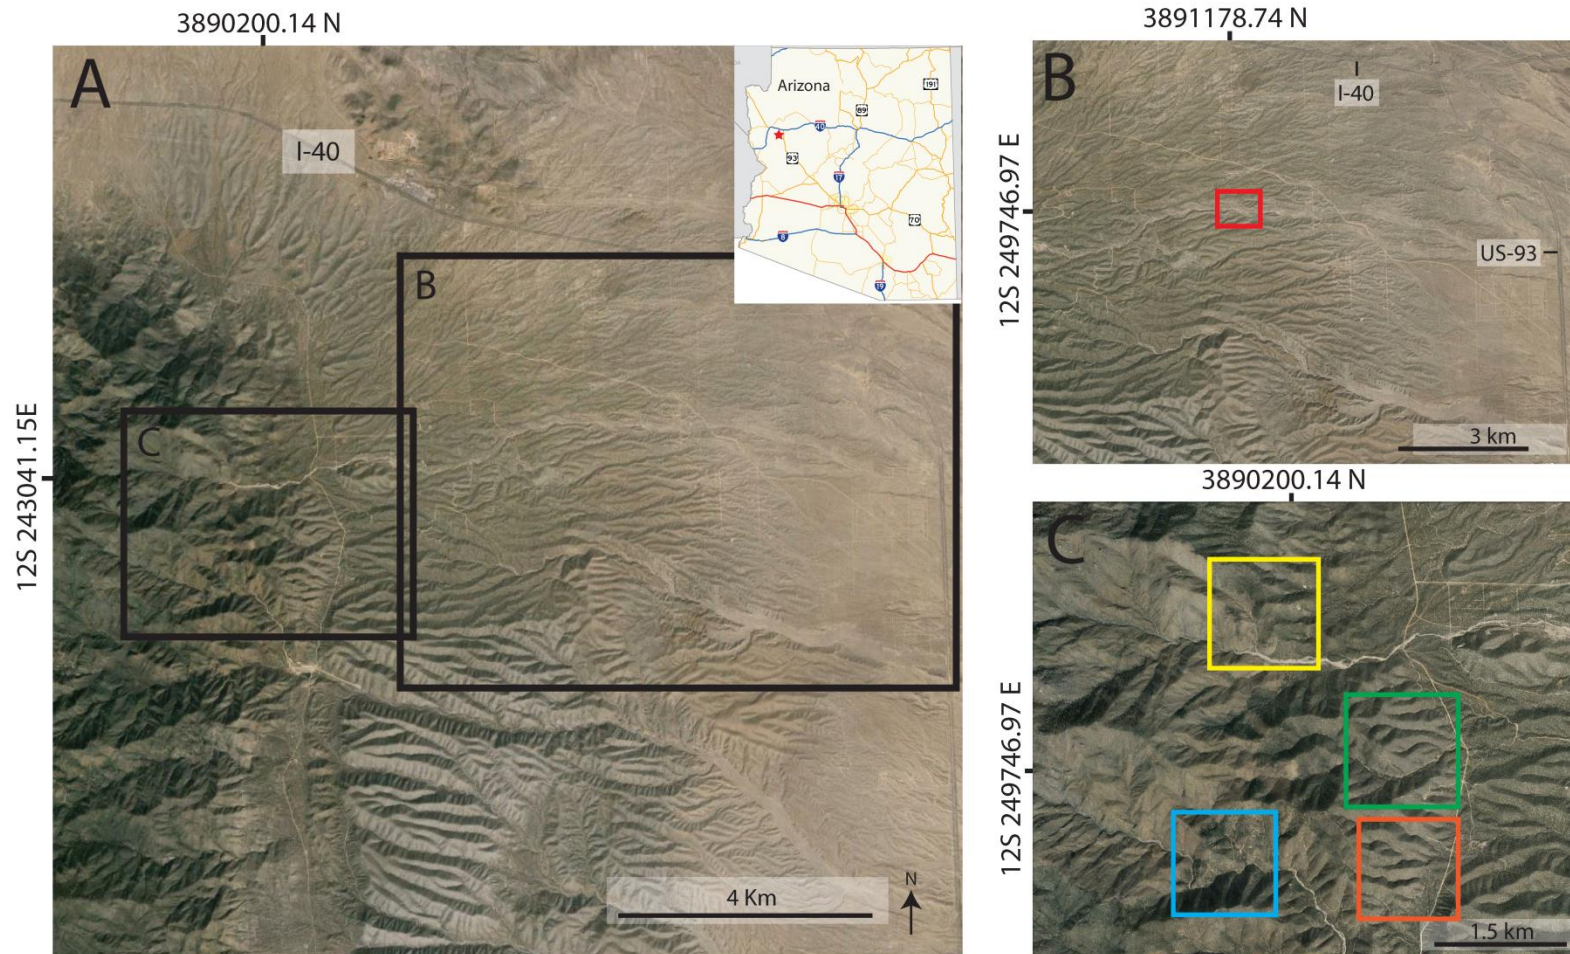 3890200.14 N
A
I-40
Arizona
191
89
40
93
17
70
8
19
B
C
12S 243041.15E
4 Km
N
3891178.74 N
B
I-40
12S 249746.97 E
US-93
3 km
3890200.14 N
C
12S 249746.97 E
1.5 km